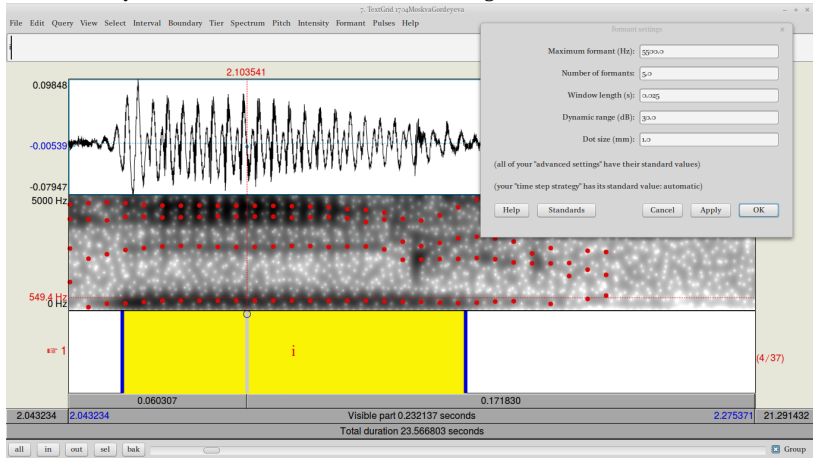 7. TextGrid 1704MoskvaGordeyeva
File Edit Query View Select Interval Boundary Tier Spectrum Pitch Intensity Formant Pulses Help
Formant settings
Maximum formant (Hz): 5500.0
Number of formants: 5.0
Window length (s): 0.025
Dynamic range (dB): 30.0
Dot size (mm): 1.0
(all of your "advanced settings" have their standard values)
(your "time step strategy" has its standard value: automatic)
Help Standards Cancel Apply OK
i
2.103541
0.09848
-0.00539
-0.07947
5000 Hz
549.4 Hz
0 Hz
1
i
(4/37)
0.060307 0.171830
2.043234 2.043234 Visible part 0.232137 seconds 2.275371 21.291432
Total duration 23.566803 seconds
all in out sel bak Group